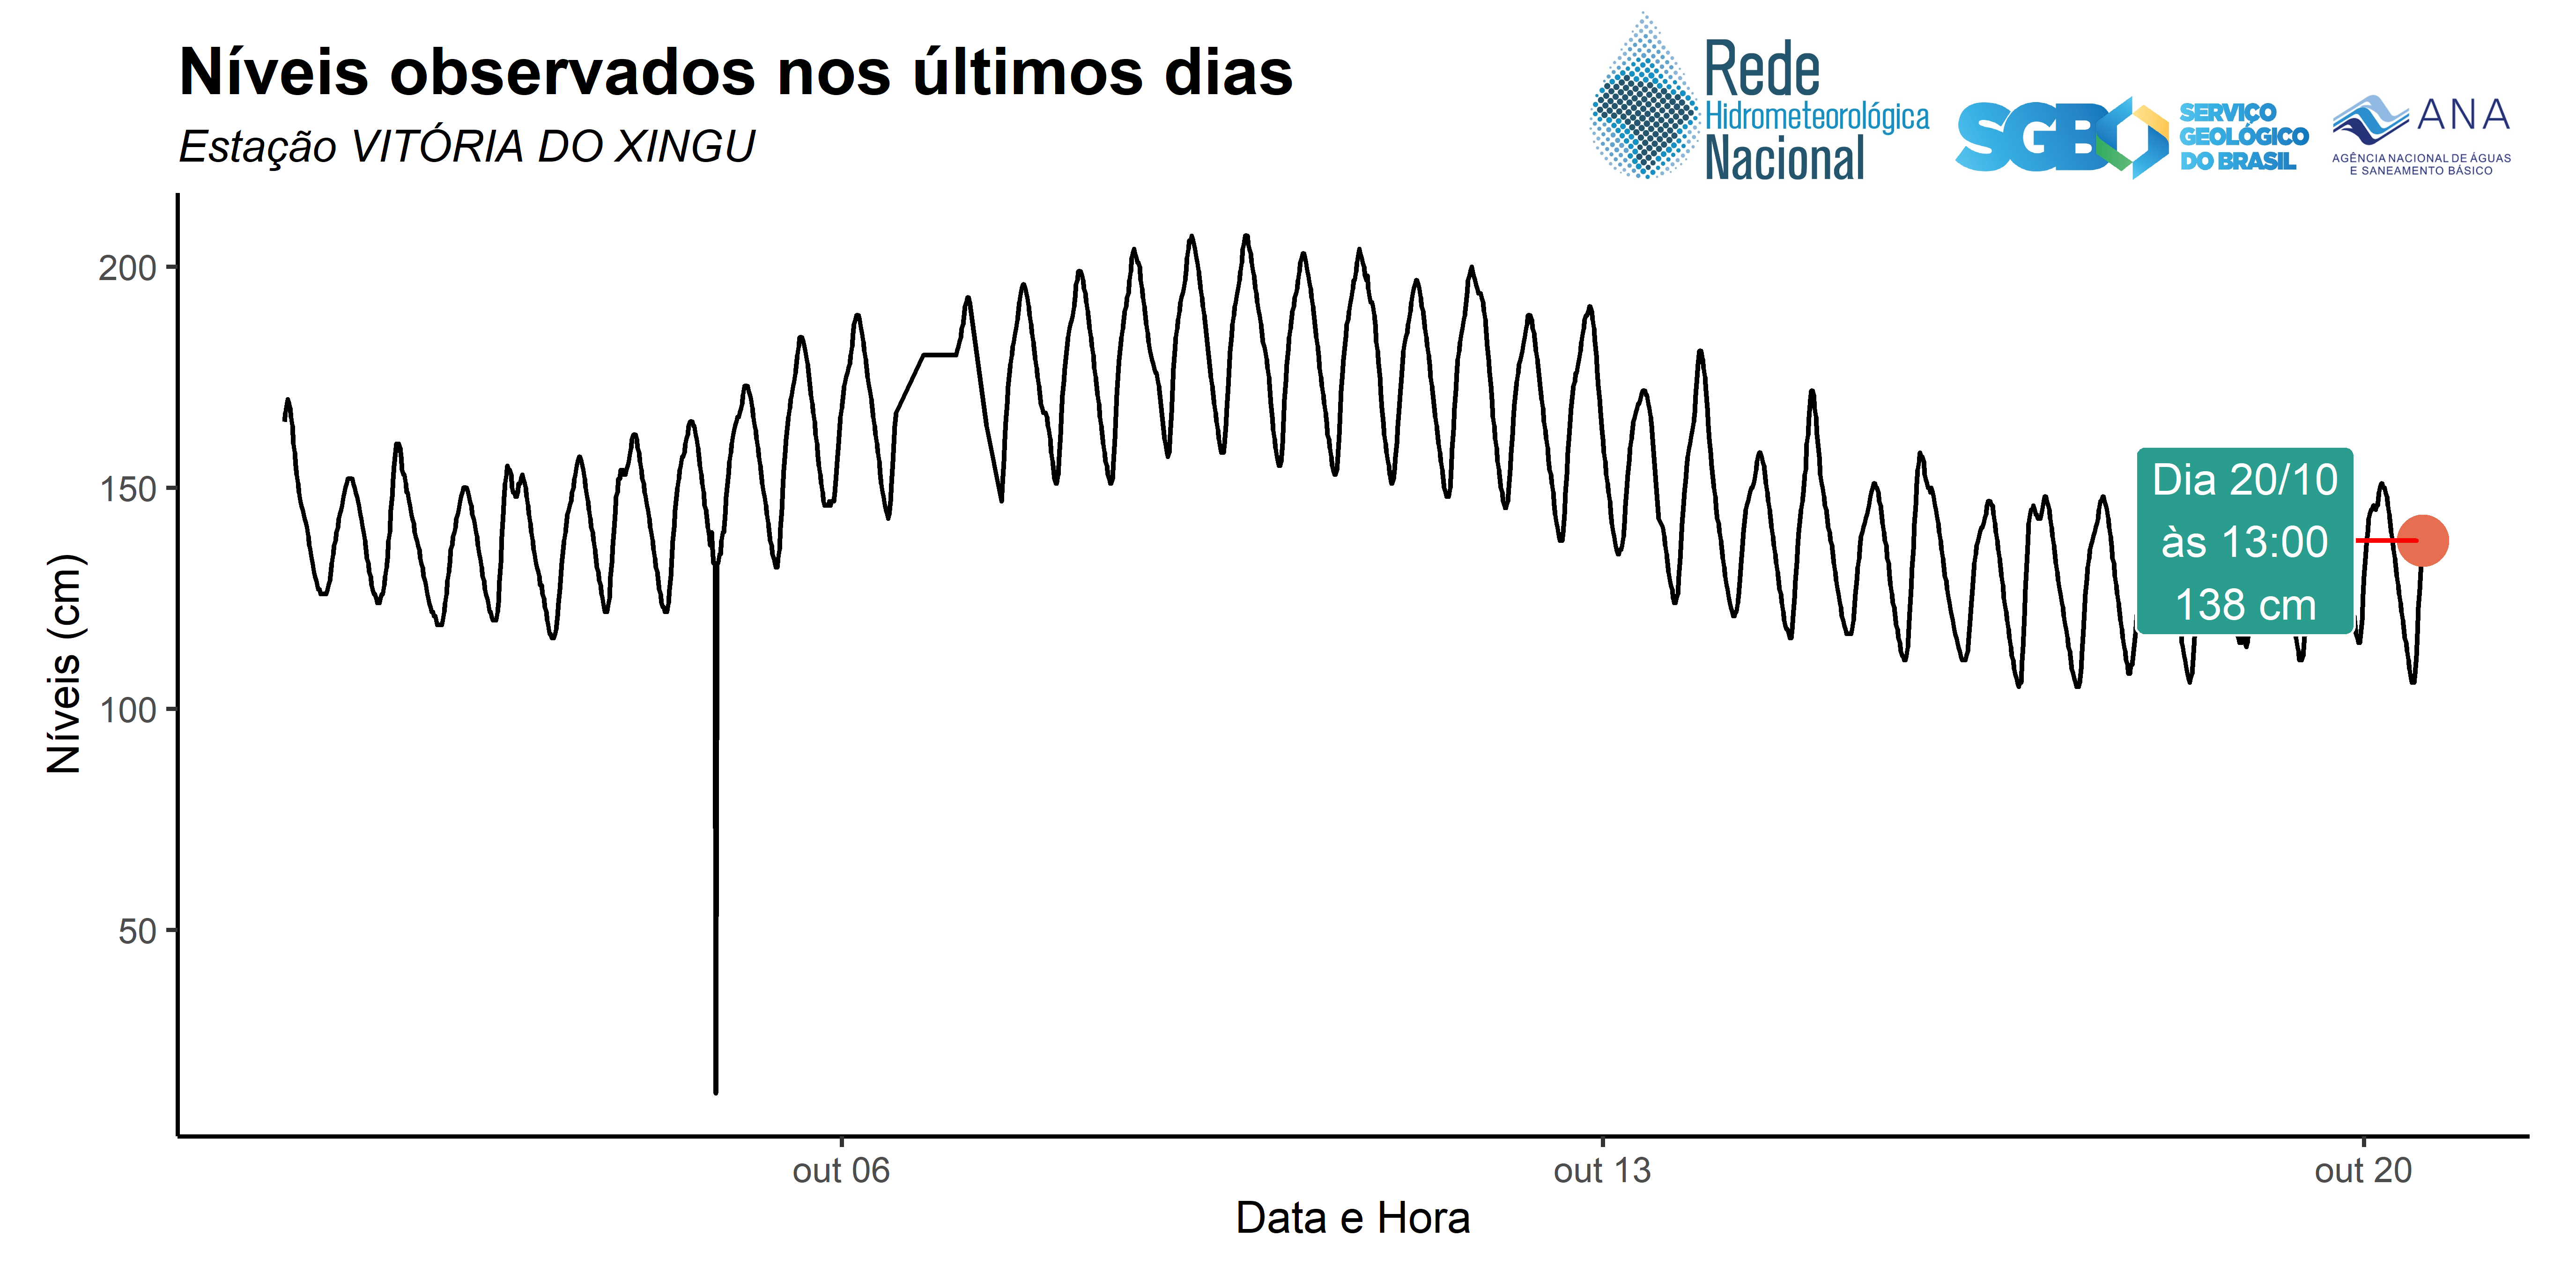 Níveis observados nos últimos dias
Estação VITÓRIA DO XINGU
Rede
Hidrometeorológica
Nacional
SGB
SERVIÇO
GEOLÓGICO
DO BRASIL
ANA
AGÊNCIA NACIONAL DE ÁGUAS
E SANEAMENTO BÁSICO
Níveis (cm)
200
150
100
50
Dia 20/10
às 13:00
138 cm
out 06
out 13
out 20
Data e Hora